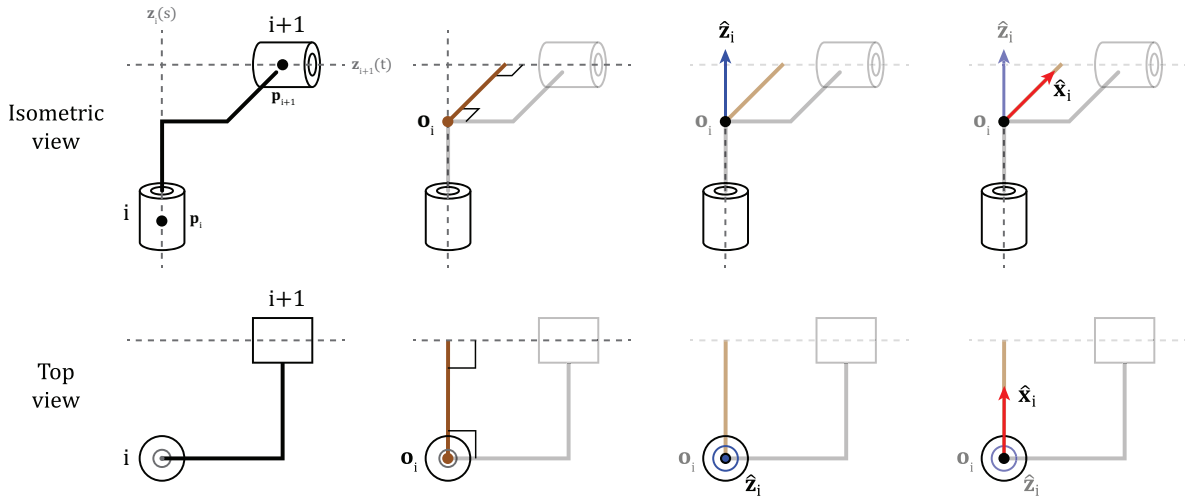 z_i(s)
i+1
z_{i+1}(t)
p_{i+1}
Isometric
view
i
p_i
o_i
ẑ_i
o_i
ẑ_i
x̂_i
o_i
i+1
Top
view
i
o_i
o_i
ẑ_i
x̂_i
o_i
ẑ_i